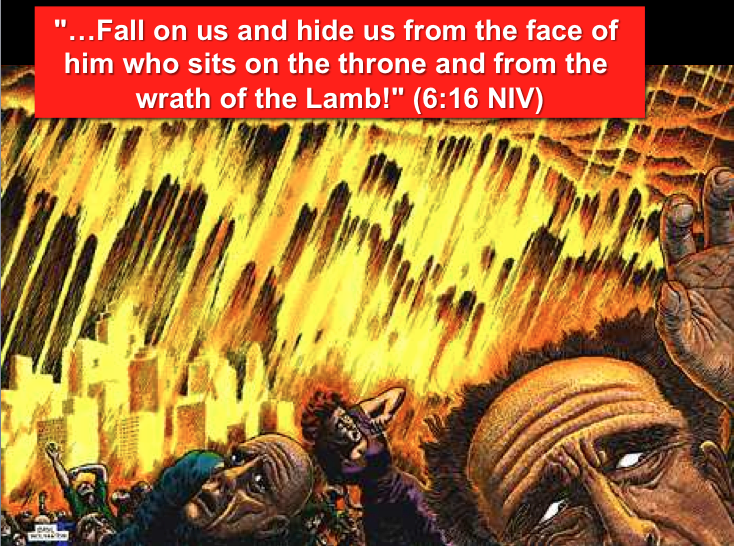 "…Fall on us and hide us from the face of
him who sits on the throne and from the
wrath of the Lamb!" (6:16 NIV)